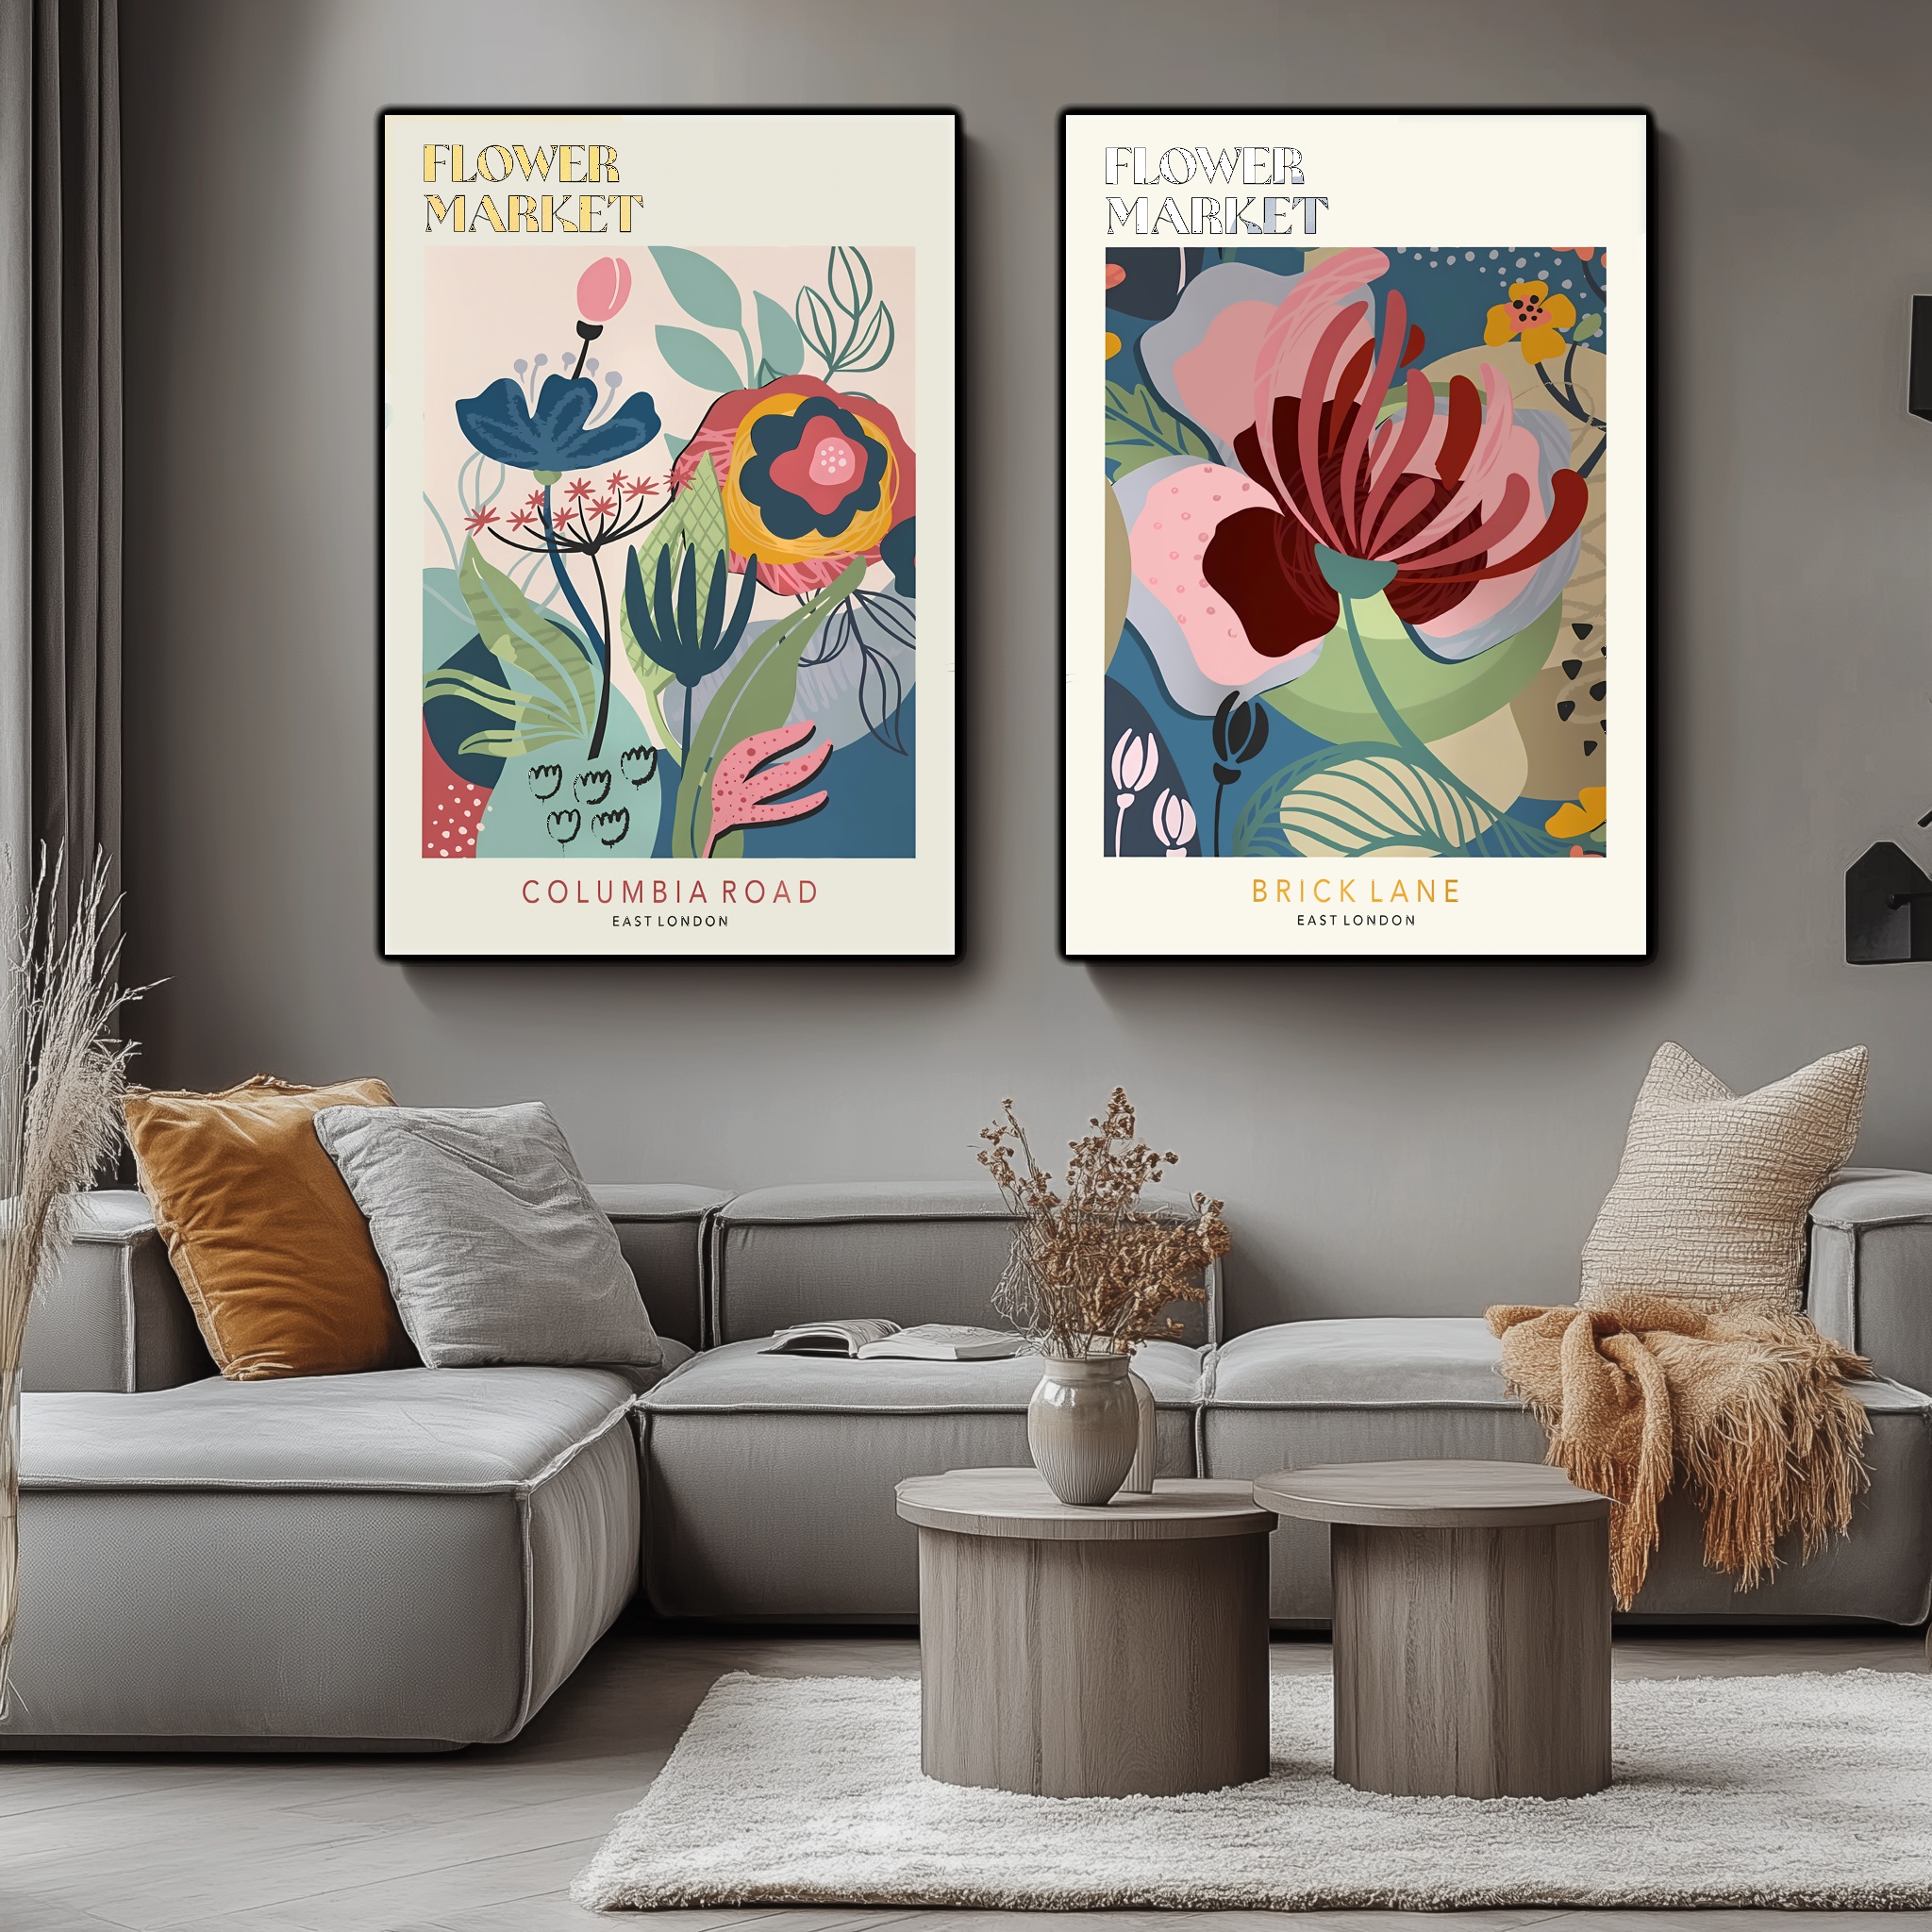 FLOWER
MARKET
COLUMBIA ROAD
EAST LONDON
FLOWER
MARKET
BRICK LANE
EAST LONDON